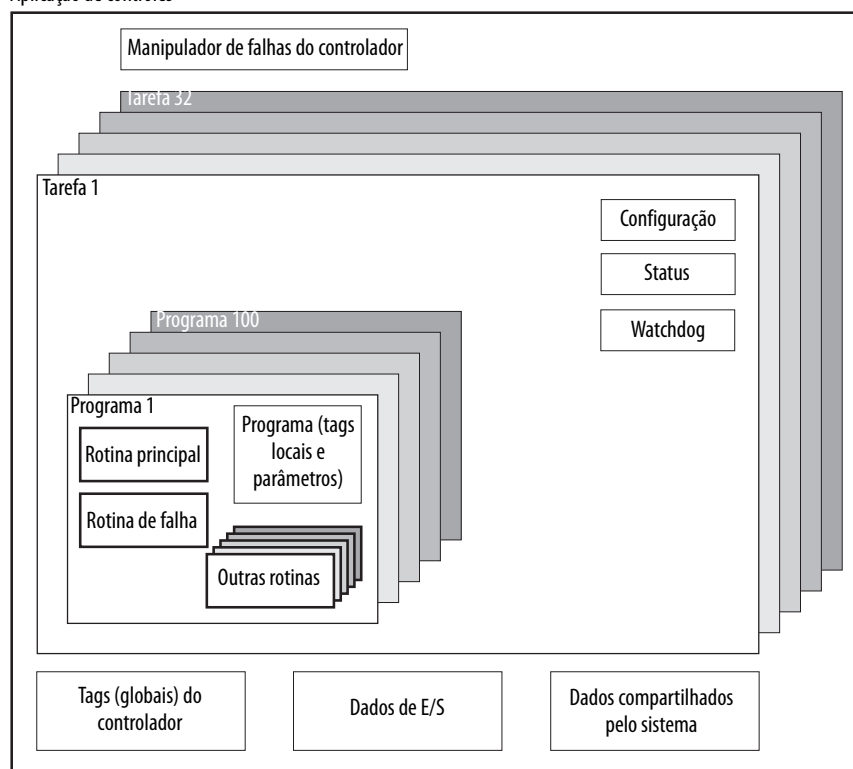 Manipulador de falhas do controlador
Tarefa 32
Tarefa 1
Configuração
Status
Watchdog
Programa 100
Programa 1
Programa (tags
locais e
parâmetros)
Rotina principal
Rotina de falha
Outras rotinas
Tags (globais) do
controlador
Dados de E/S
Dados compartilhados
pelo sistema